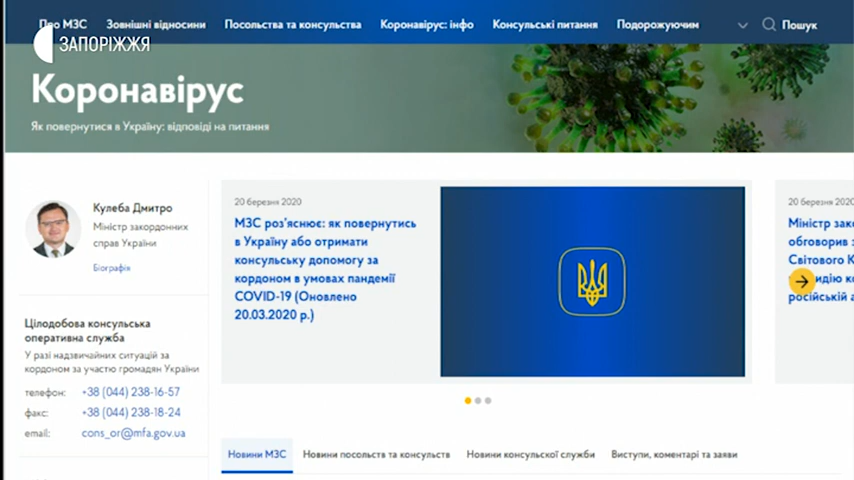 Про МЗС Зовнішні відносини Посольства та консульства Коронавірус: інфо Консульські питання Подорожуючим Пошук
ЗАПОРІЖЖЯ
Коронавірус
Як повернутися в Україну: відповіді на питання
Кулеба Дмитро
Міністр закордонних
справ України
Біографія
Цілодобова консульська
оперативна служба
У разі надзвичайних ситуацій за
кордоном за участю громадян України
телефон: +38 (044) 238-16-57
факс: +38 (044) 238-18-24
email: cons_or@mfa.gov.ua
20 березня 2020
МЗС роз'яснює: як повернутись
в Україну або отримати
консульську допомогу за
кордоном в умовах пандемії
COVID-19 (Оновлено
20.03.2020 р.)
20 березня 2020
Міністр зако
обговорив з
Світового К
російській а
Новини МЗС Новини посольств та консульств Новини консульскої служби Виступи, коментарі та заяви